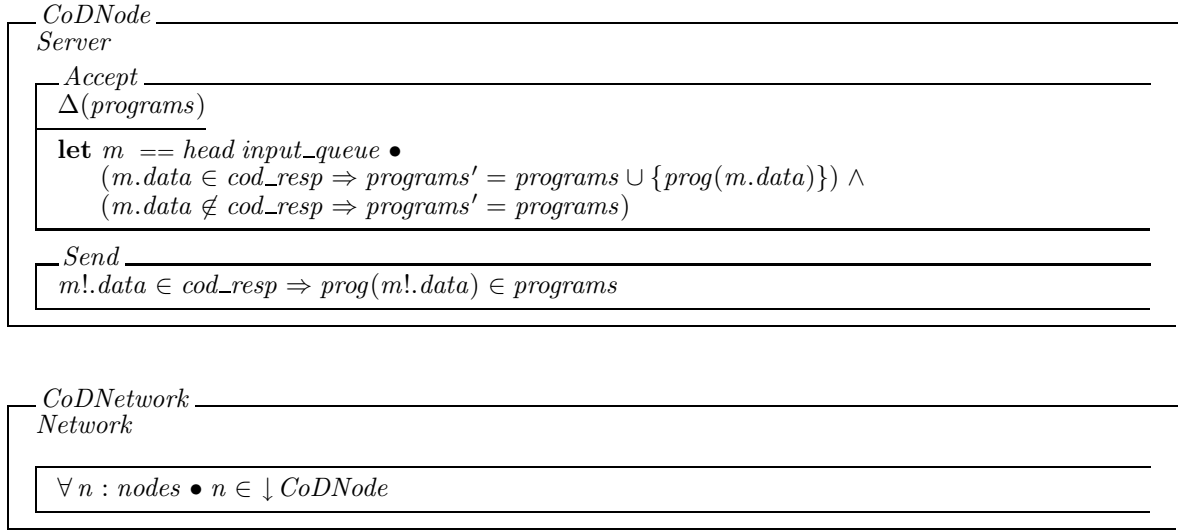 CoDNode
Server
Accept
Δ(programs)
let m == head input_queue •
(m.data ∈ cod_resp ⇒ programs′ = programs ∪ {prog(m.data)}) ∧
(m.data ∉ cod_resp ⇒ programs′ = programs)
Send
m!.data ∈ cod_resp ⇒ prog(m!.data) ∈ programs
CoDNetwork
Network
∀ n : nodes • n ∈ ↓ CoDNode